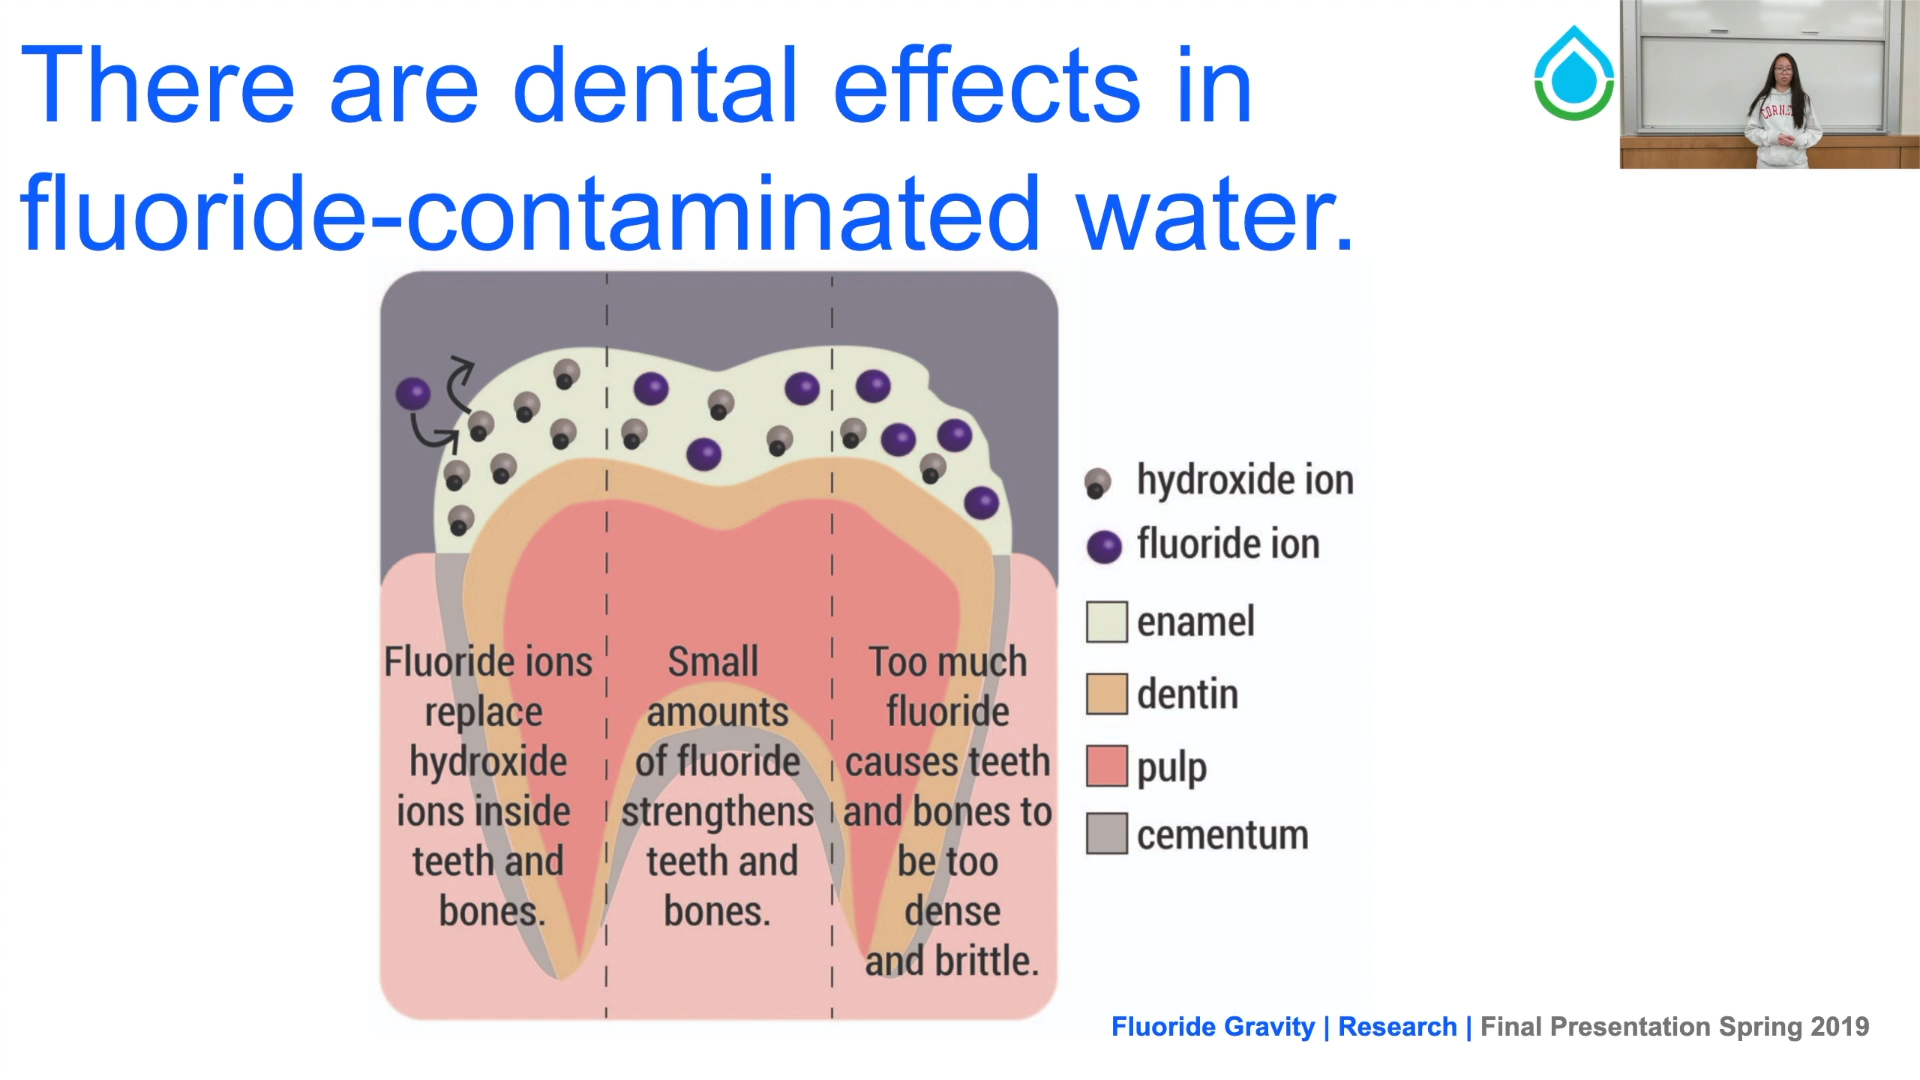 There are dental effects in
fluoride-contaminated water.
Fluoride ions
replace
hydroxide
ions inside
teeth and
bones.
Small
amounts
of fluoride
strengthens
teeth and
bones.
Too much
fluoride
causes teeth
and bones to
be too
dense
and brittle.
hydroxide ion
fluoride ion
enamel
dentin
pulp
cementum
Fluoride Gravity | Research | Final Presentation Spring 2019